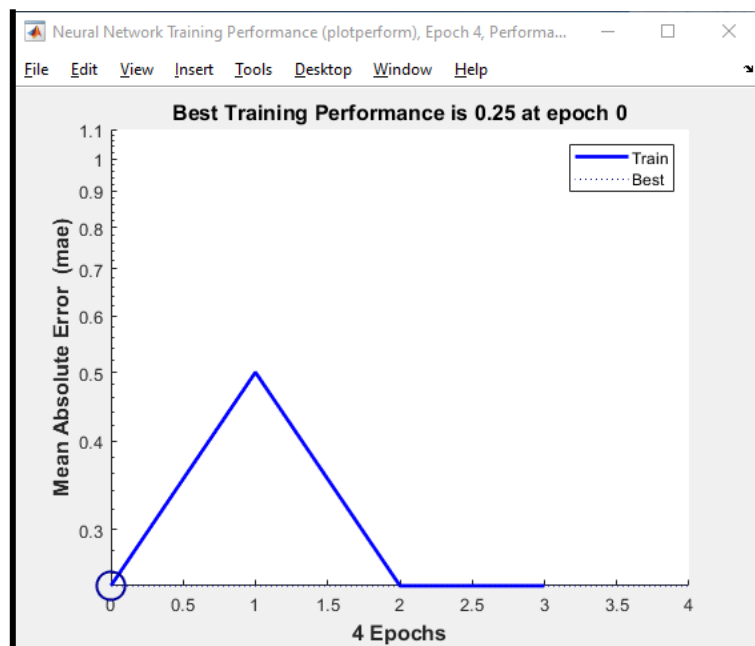 Neural Network Training Performance (plotperform), Epoch 4, Performa...
File Edit View Insert Tools Desktop Window Help
Best Training Performance is 0.25 at epoch 0
1.1
1
0.9
0.8
0.7
0.6
0.5
0.4
0.3
Mean Absolute Error (mae)
Train
Best
0 0.5 1 1.5 2 2.5 3 3.5 4
4 Epochs